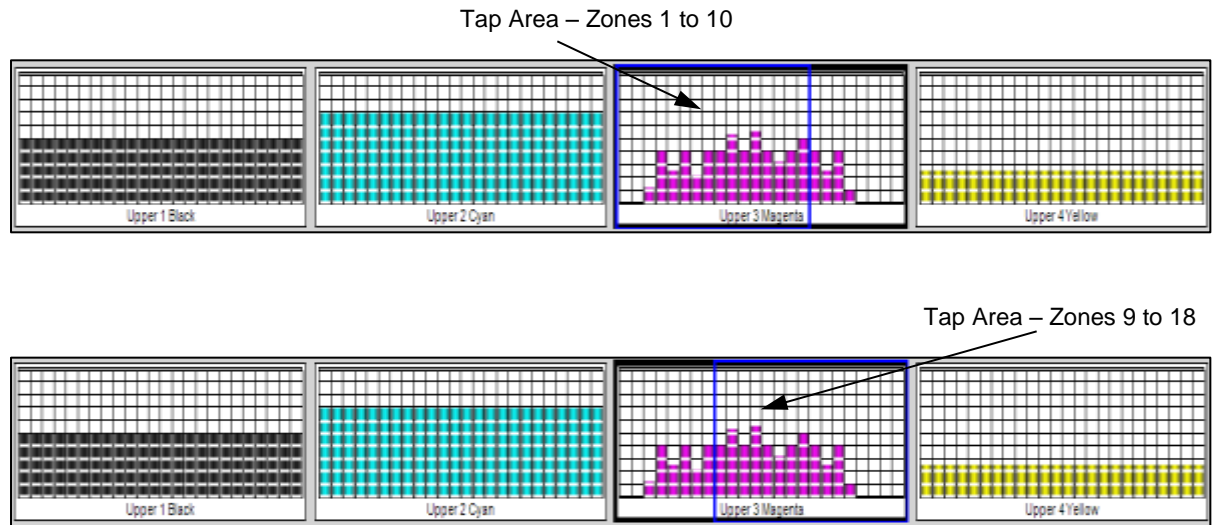 Tap Area – Zones 1 to 10
Upper 1 Black
Upper 2 Cyan
Upper 3 Magenta
Upper 4 Yellow
Tap Area – Zones 9 to 18
Upper 1 Black
Upper 2 Cyan
Upper 3 Magenta
Upper 4 Yellow